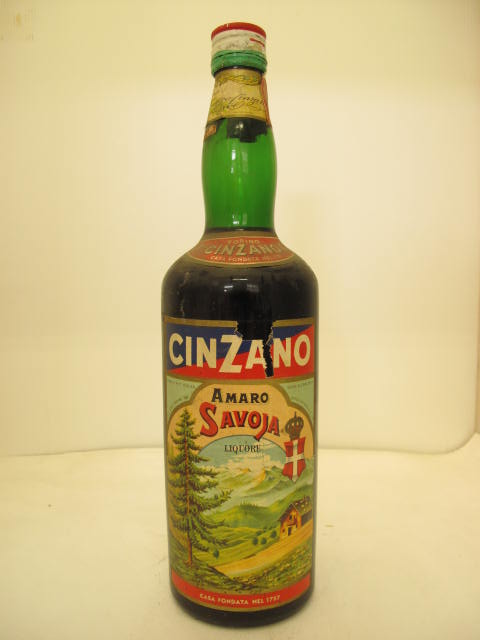 TORINO
CINZANO
CASA FONDATA NEL
CINZANO
AMARO
SAVOJA
LIQUORE
CASA FONDATA NEL 1757